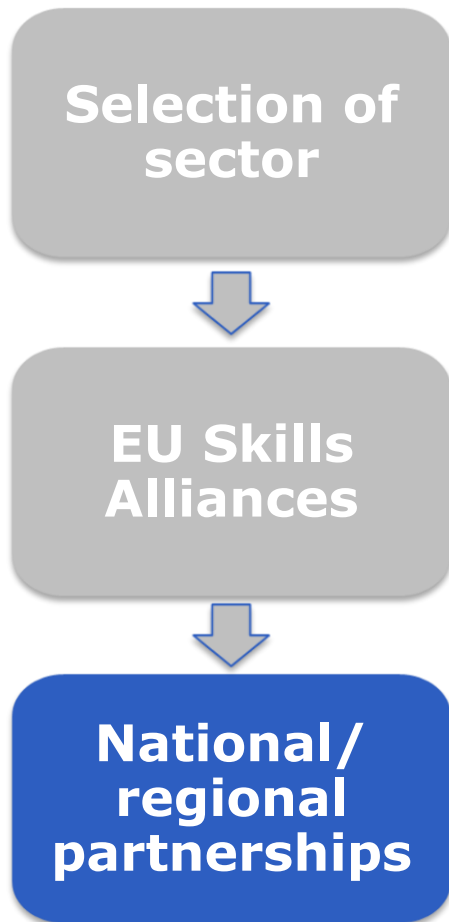 Selection of
sector
EU Skills
Alliances
National/
regional
partnerships